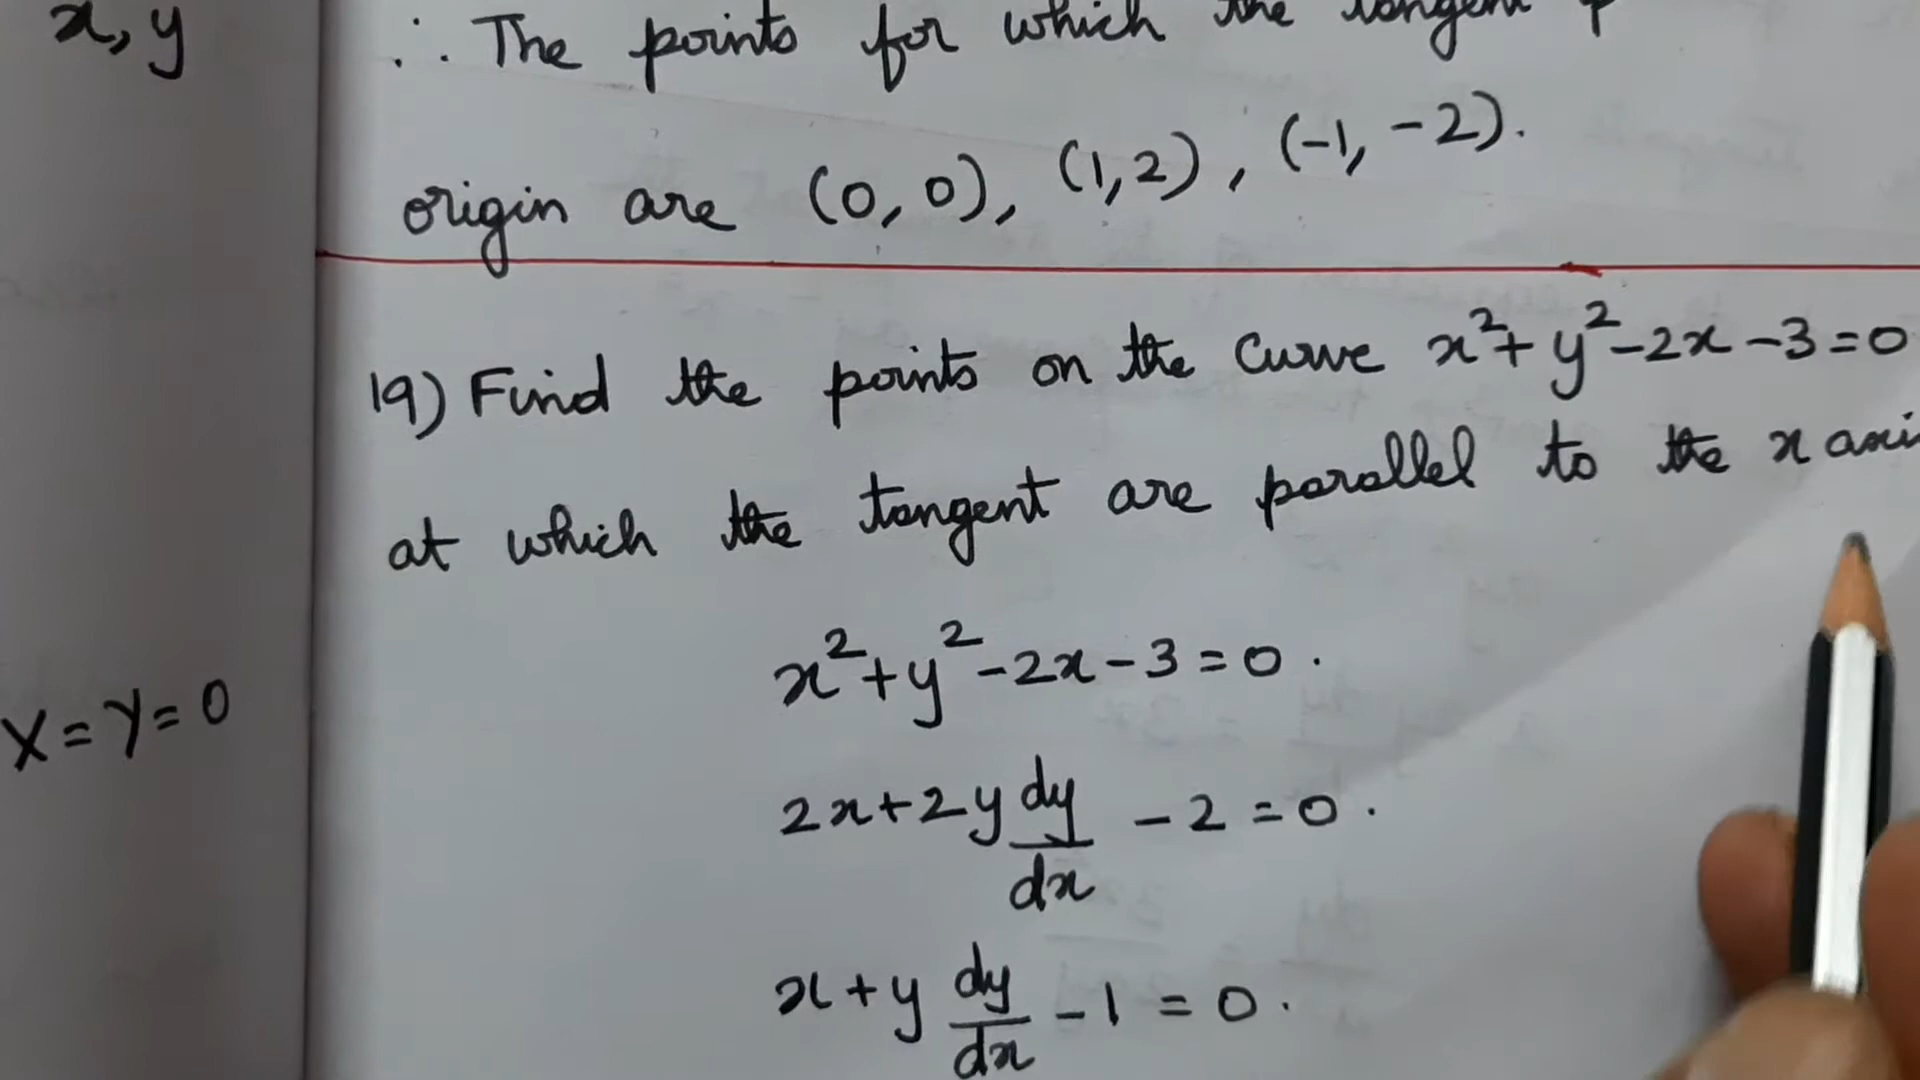 x, y
∴ The points for which the tangent
origin are (0, 0), (1, 2), (-1, -2).
19) Find the points on the curve x² + y² - 2x - 3 = 0
at which the tangent are parallel to the x axi
x² + y² - 2x - 3 = 0.
X = Y = 0
2x + 2y dy/dx - 2 = 0.
x + y dy/dx - 1 = 0.